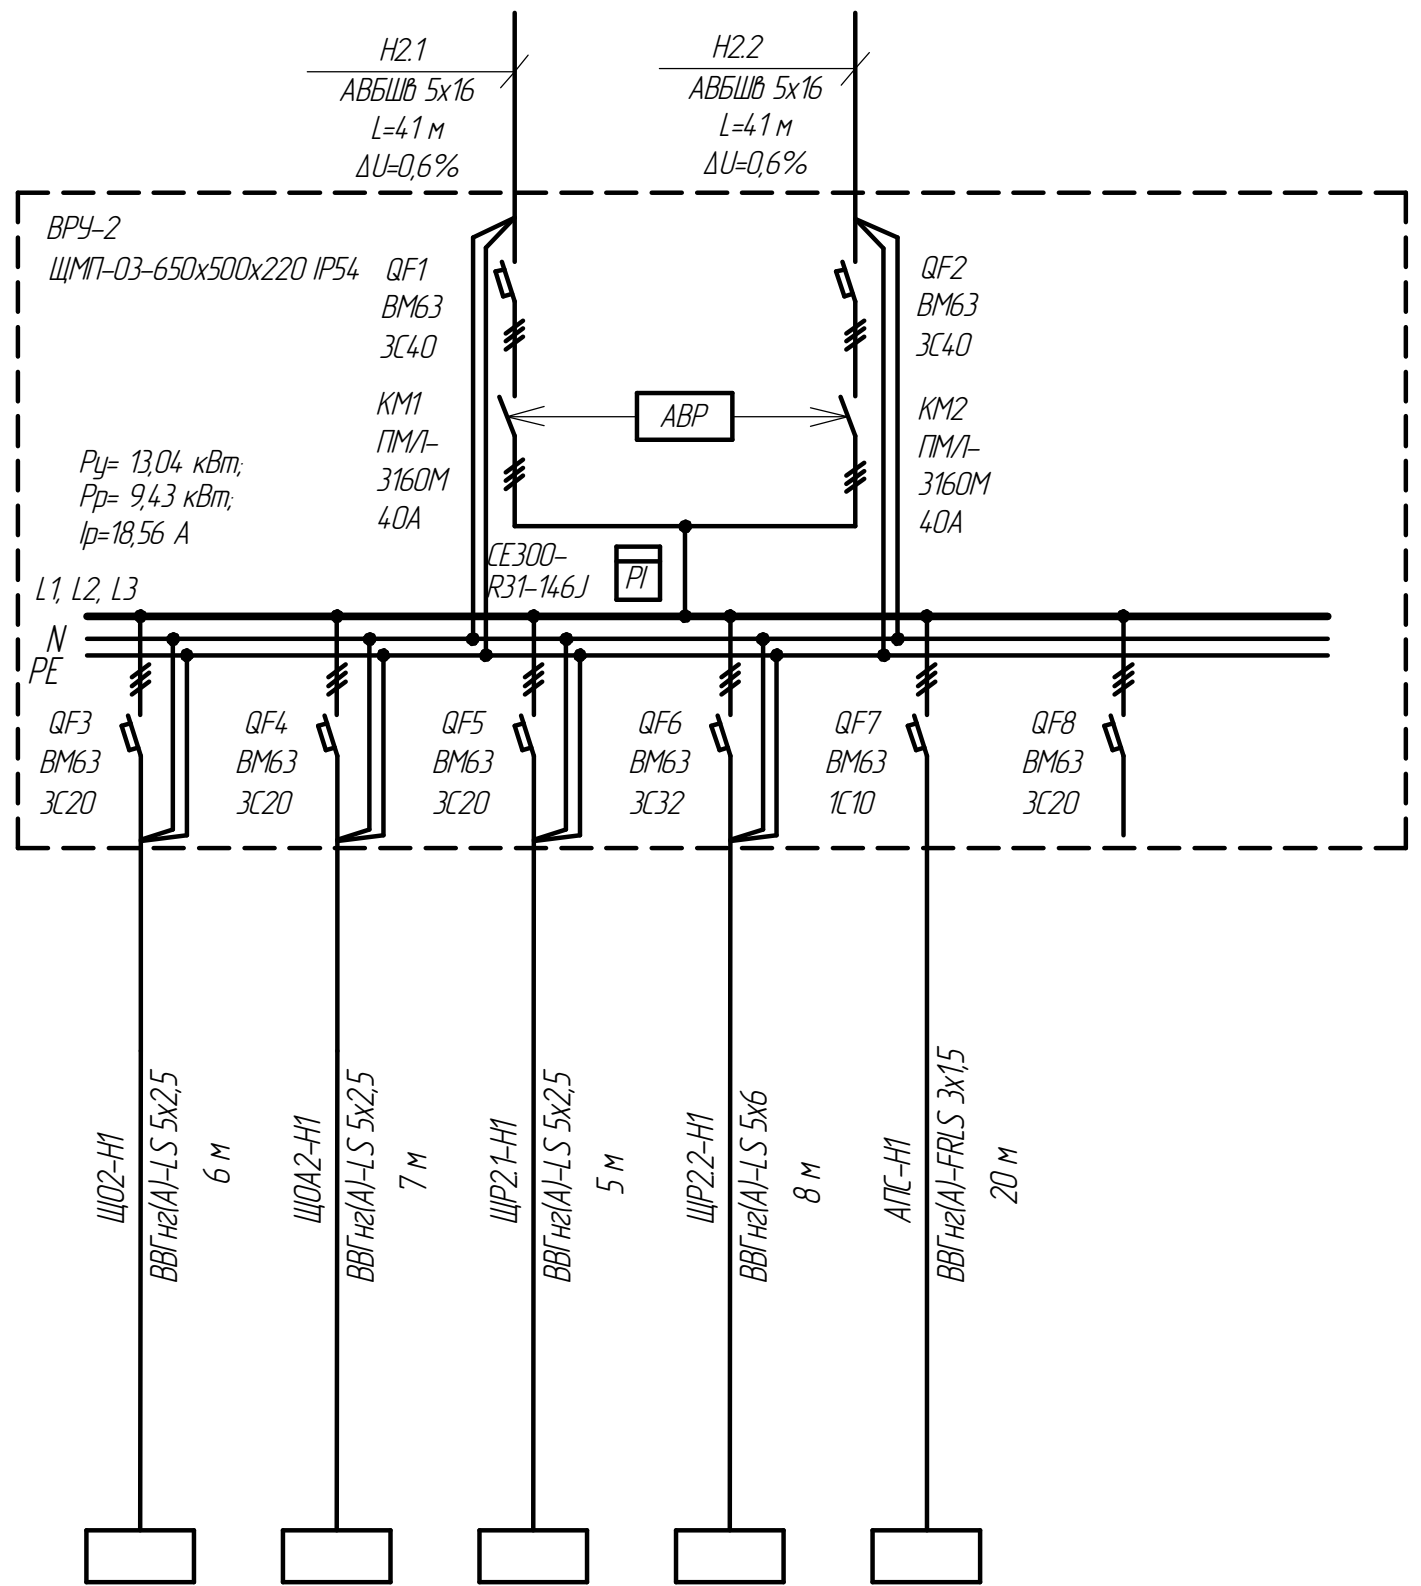 Н2.1
АВБШв 5х16
L=41 м
ΔU=0,6%
Н2.2
АВБШв 5х16
L=41 м
ΔU=0,6%
ВРУ-2
ЩМП-03-650х500х220 IP54
QF1
ВМ63
3С40
QF2
ВМ63
3С40
КМ1
ПМЛ-
3160М
40А
АВР
КМ2
ПМЛ-
3160М
40А
Ру= 13,04 кВт;
Рр= 9,43 кВт;
Iр=18,56 А
СЕ300-
R31-146J
PI
L1, L2, L3
N
PE
QF3
ВМ63
3С20
QF4
ВМ63
3С20
QF5
ВМ63
3С20
QF6
ВМ63
3С32
QF7
ВМ63
1С10
QF8
ВМ63
3С20
ЩО2-Н1
ВВГнг(А)-LS 5х2,5
6 м
ЩОА2-Н1
ВВГнг(А)-LS 5х2,5
7 м
ЩР2.1-Н1
ВВГнг(А)-LS 5х2,5
5 м
ЩР2.2-Н1
ВВГнг(А)-LS 5х6
8 м
АПС-Н1
ВВГнг(А)-FRLS 3х1,5
20 м